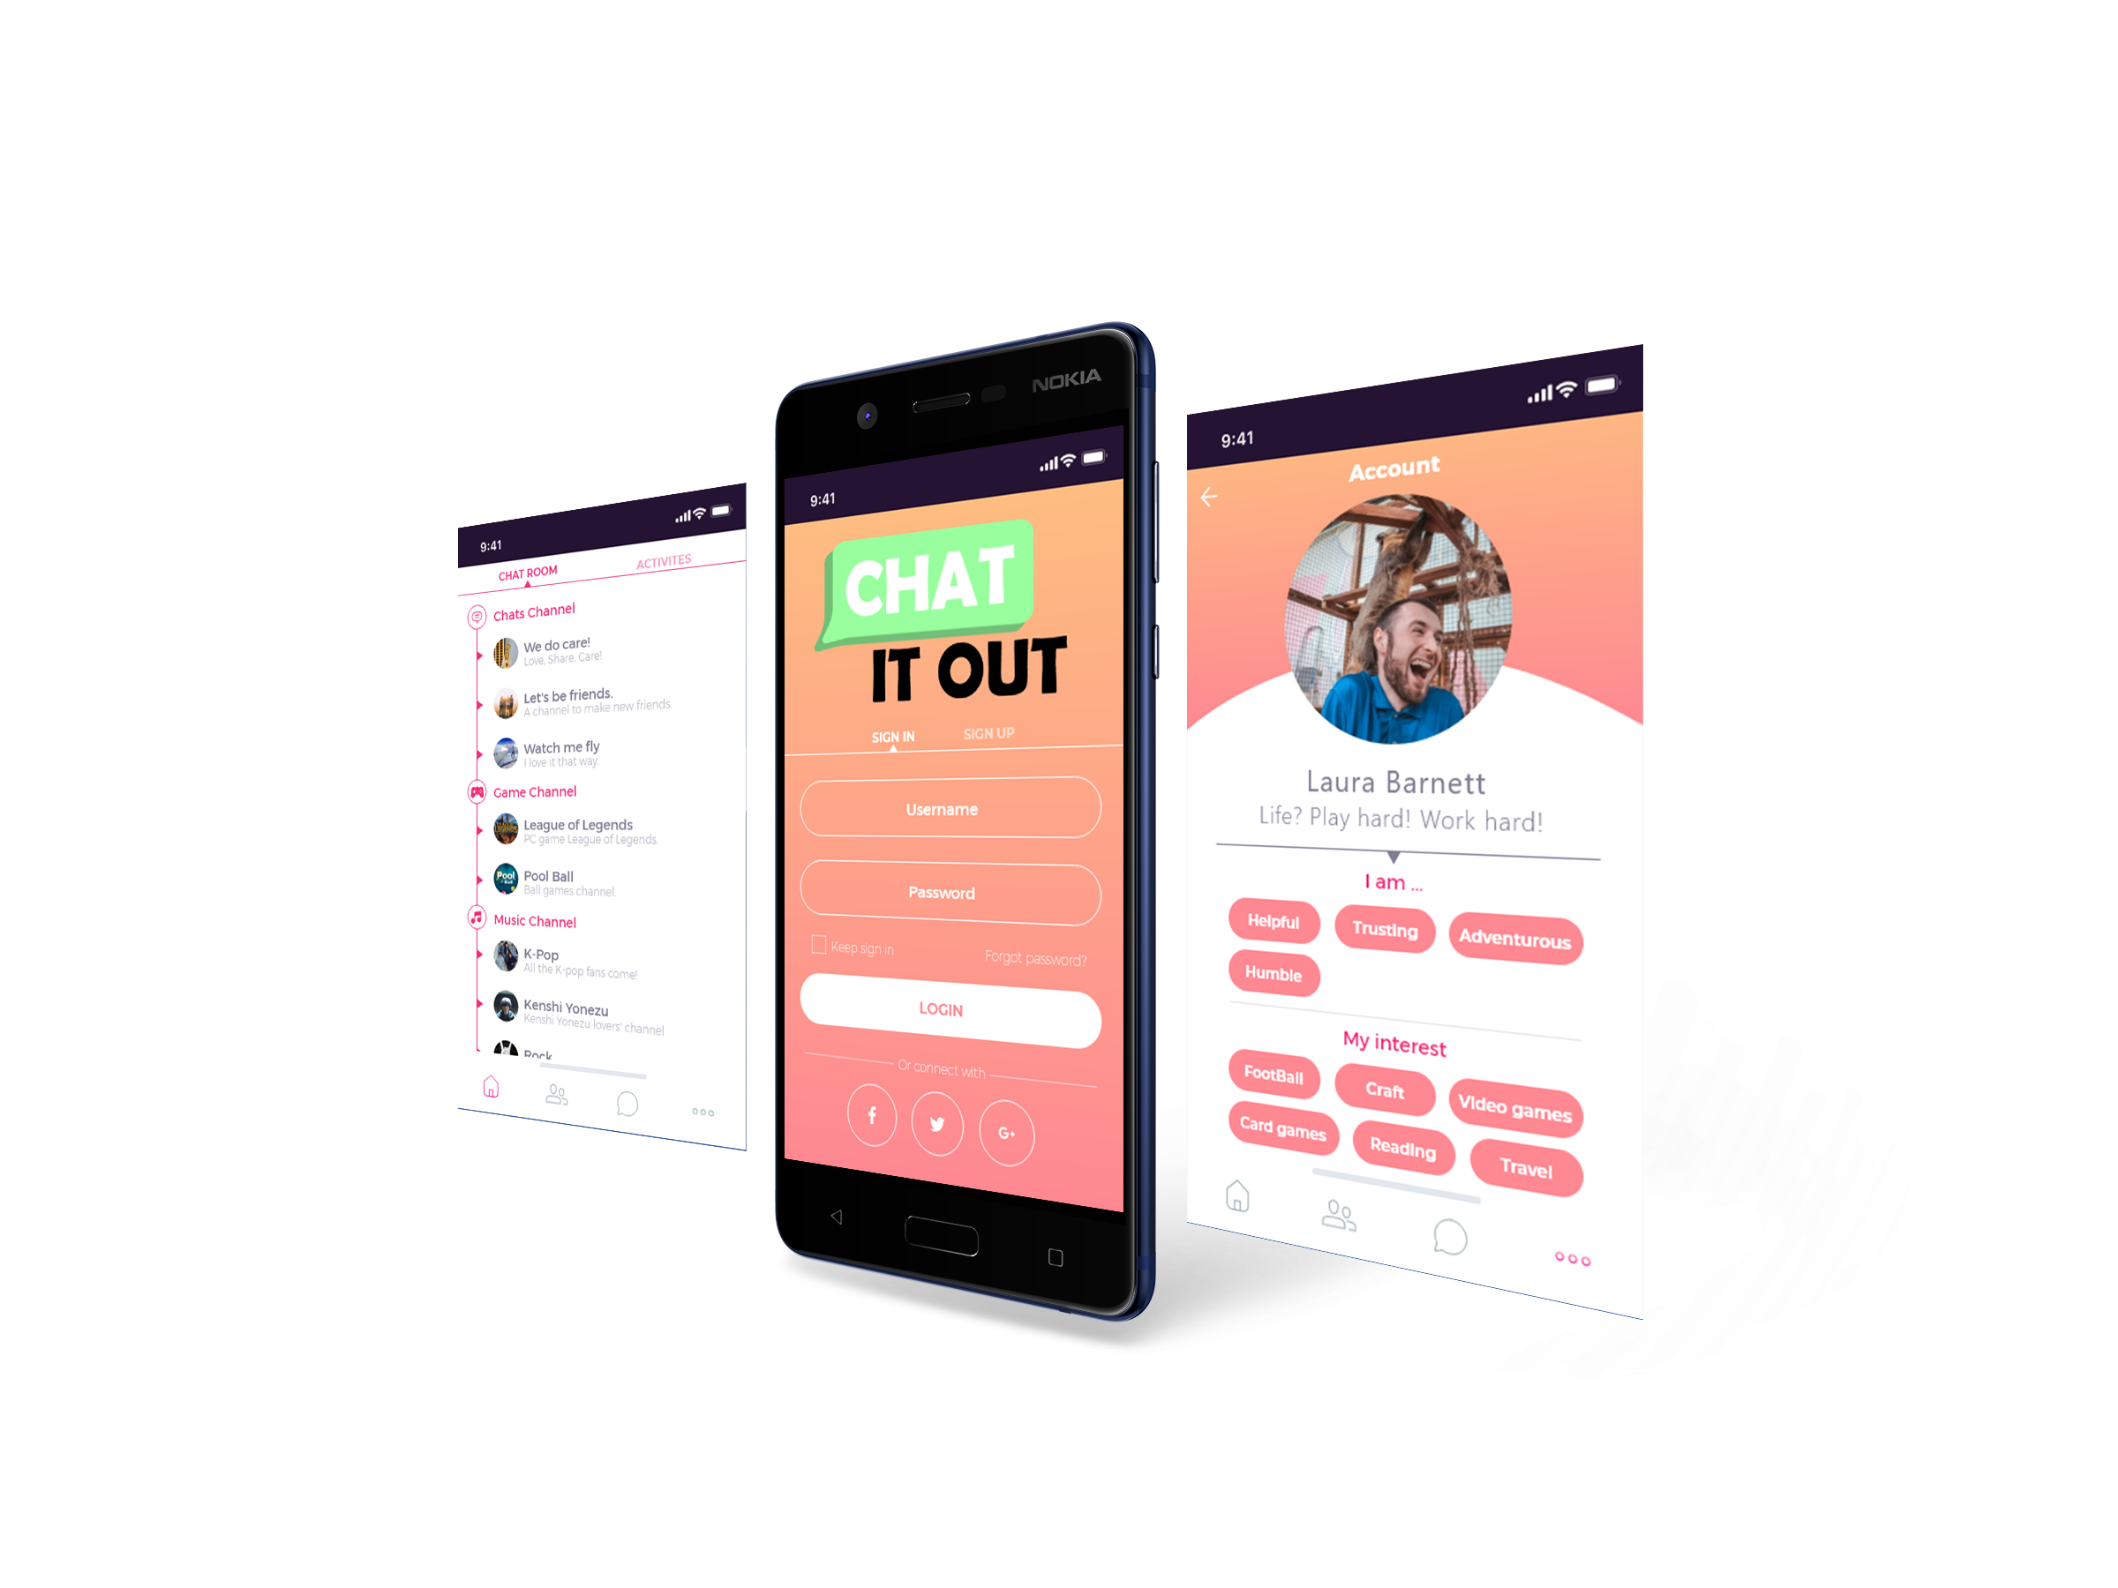 9:41
CHAT ROOM
ACTIVITES
Chats Channel
We do care!
Love, Share, Care!
Let's be friends.
A channel to make new friends.
Watch me fly
I love it that way.
Game Channel
League of Legends
PC game League of Legends.
Pool Ball
Ball games channel.
Music Channel
K-Pop
All the K-pop fans come!
Kenshi Yonezu
Kenshi Yonezu lovers' channel
Rock
NOKIA
9:41
CHAT
IT OUT
SIGN IN
SIGN UP
Username
Password
Keep sign in
Forgot password?
LOGIN
Or connect with
9:41
Account
Laura Barnett
Life? Play hard! Work hard!
I am ...
Helpful
Trusting
Adventurous
Humble
My interest
FootBall
Craft
Video games
Card games
Reading
Travel